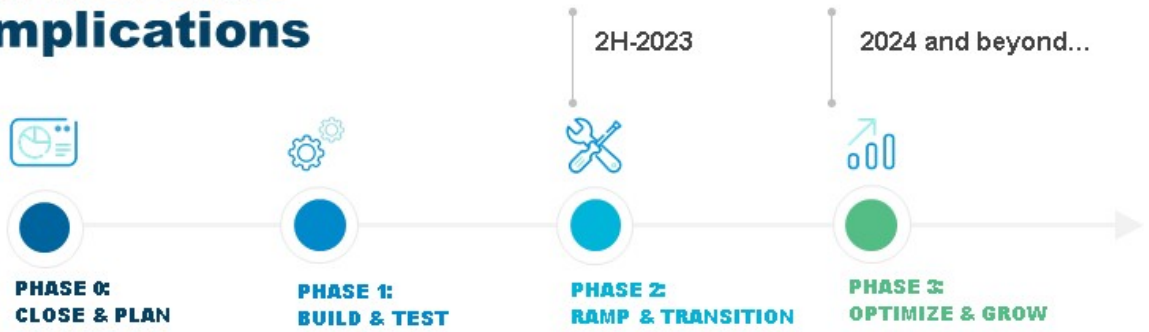 mplications
2H-2023
2024 and beyond...
PHASE 0:
CLOSE & PLAN
PHASE 1:
BUILD & TEST
PHASE 2:
RAMP & TRANSITION
PHASE 3:
OPTIMIZE & GROW